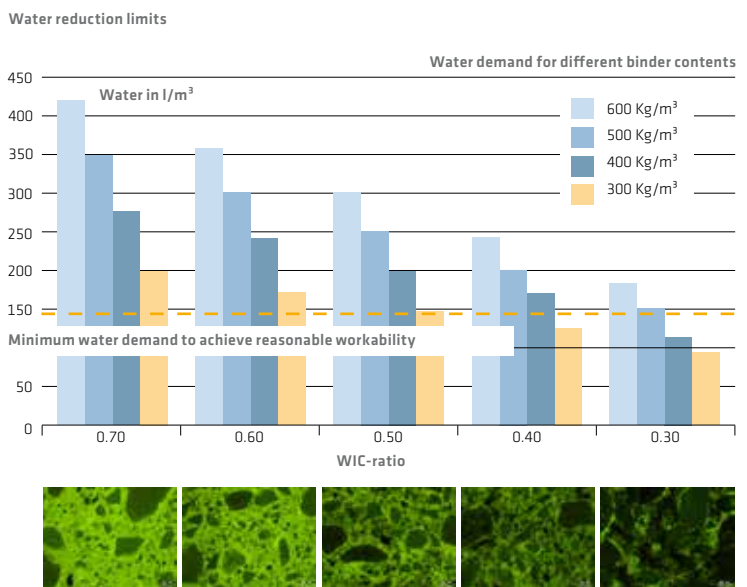 Water reduction limits
Water demand for different binder contents
450
Water in l/m³
400
350
300
250
200
150
50
0
600 Kg/m³
500 Kg/m³
400 Kg/m³
300 Kg/m³
Minimum water demand to achieve reasonable workability
0.70 0.60 0.50 0.40 0.30
WIC-ratio